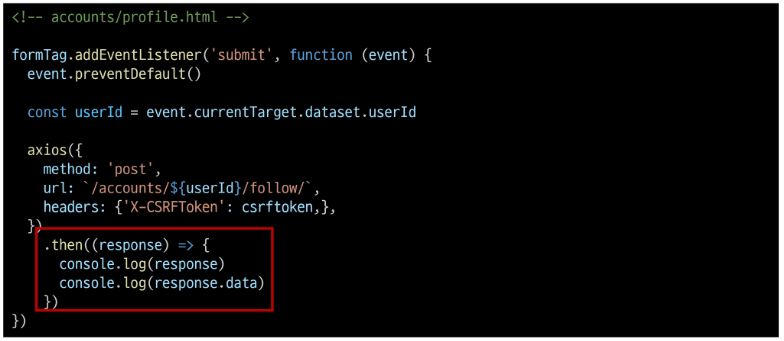 <!-- accounts/profile.html -->
formTag.addEventListener('submit', function (event) {
event.preventDefault()
const userId = event.currentTarget.dataset.userId
axios({
method: 'post',
url: `/accounts/${userId}/follow/`,
headers: {'X-CSRFToken': csrftoken,},
})
.then((response) => {
console.log(response)
console.log(response.data)
})
})